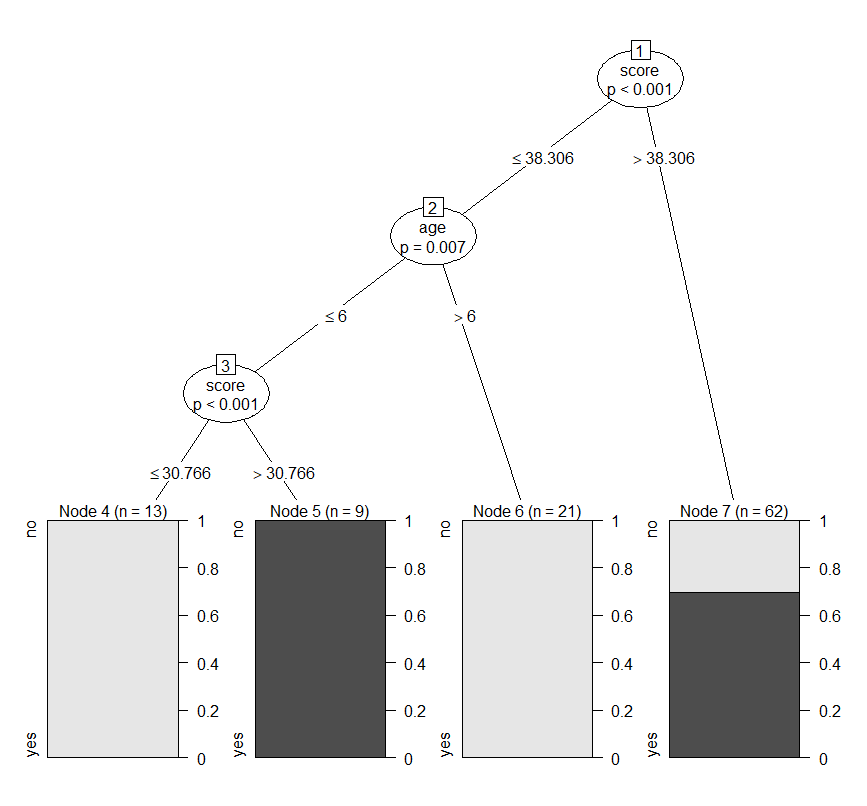 1
score
p < 0.001
≤ 38.306
> 38.306
2
age
p = 0.007
≤ 6
> 6
3
score
p < 0.001
≤ 30.766
> 30.766
Node 4 (n = 13)
no
yes
1
0.8
0.6
0.4
0.2
0
Node 5 (n = 9)
no
yes
1
0.8
0.6
0.4
0.2
0
Node 6 (n = 21)
no
yes
1
0.8
0.6
0.4
0.2
0
Node 7 (n = 62)
no
yes
1
0.8
0.6
0.4
0.2
0